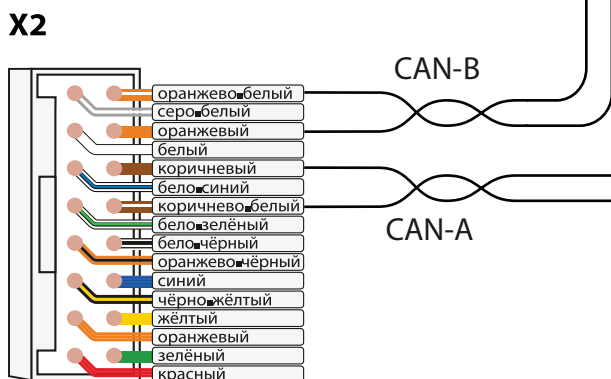 X2
CAN-B
оранжево-белый
серо-белый
оранжевый
белый
коричневый
бело-синий
коричнево-белый
бело-зелёный
CAN-A
бело-чёрный
оранжево-чёрный
синий
чёрно-жёлтый
жёлтый
оранжевый
зелёный
красный